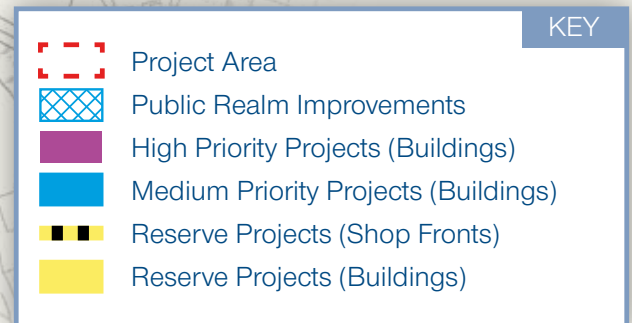 KEY
Project Area
Public Realm Improvements
High Priority Projects (Buildings)
Medium Priority Projects (Buildings)
Reserve Projects (Shop Fronts)
Reserve Projects (Buildings)